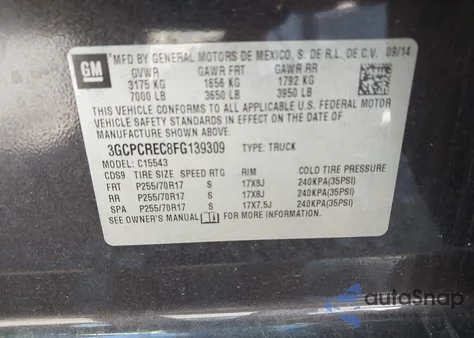 GM
MFD BY GENERAL MOTORS DE MEXICO, S. DE R.L. DE C.V. 09/14
GVWR GAWR FRT GAWR RR
3175 KG 1656 KG 1792 KG
7000 LB 3650 LB 3950 LB
THIS VEHICLE CONFORMS TO ALL APPLICABLE U.S. FEDERAL MOTOR
VEHICLE SAFETY STANDARDS IN EFFECT ON THE DATE OF
MANUFACTURE SHOWN ABOVE.
3GCPCREC8FG139309 TYPE: TRUCK
MODEL: C15543
CDS9 TIRE SIZE SPEED RTG RIM COLD TIRE PRESSURE
FRT P255/70R17 S 17X8J 240KPA(35PSI)
RR P255/70R17 S 17X8J 240KPA(35PSI)
SPA P255/70R17 S 17X7.5J 240KPA(35PSI)
SEE OWNER'S MANUAL FOR MORE INFORMATION.
autoSnap